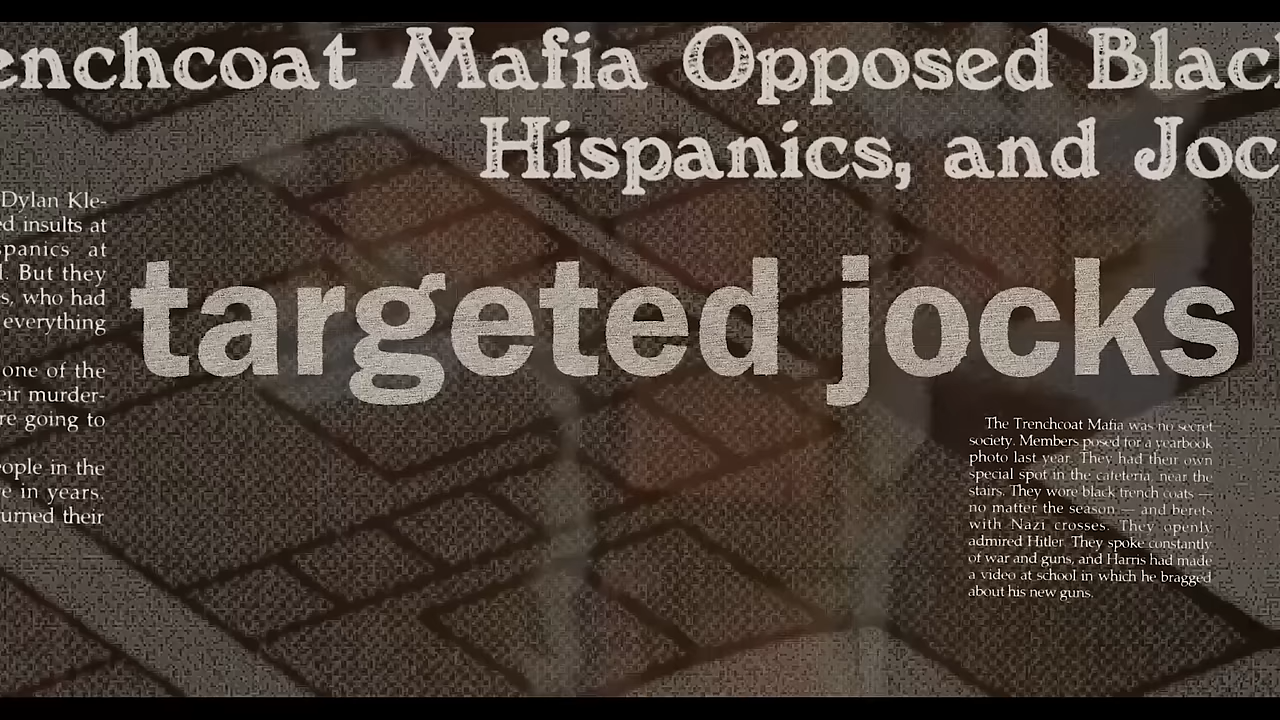 enchcoat Mafia Opposed Blac
Hispanics, and Joc
Dylan Kle-
ed insults at
spanics at
l. But they
s, who had
everything
one of the
eir murder-
re going to
eople in the
e in years.
urned their
targeted jocks
The Trenchcoat Mafia was no secret
society. Members posed for a yearbook
photo last year. They had their own
special spot in the cafeteria, near the
stairs. They wore black trench coats —
no matter the season — and berets
with Nazi crosses. They openly
admired Hitler. They spoke constantly
of war and guns, and Harris had made
a video at school in which he bragged
about his new guns.